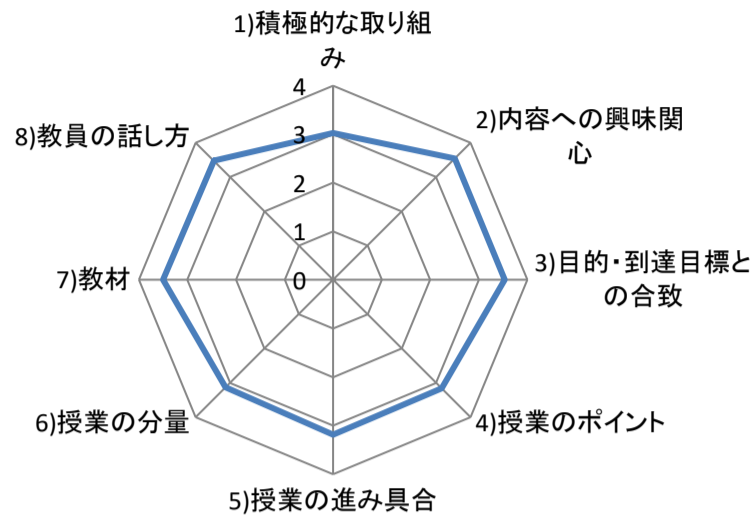 1)積極的な取り組
み
2)内容への興味関
心
3)目的・到達目標と
の合致
4)授業のポイント
5)授業の進み具合
6)授業の分量
7)教材
8)教員の話し方
4
3
2
1
0